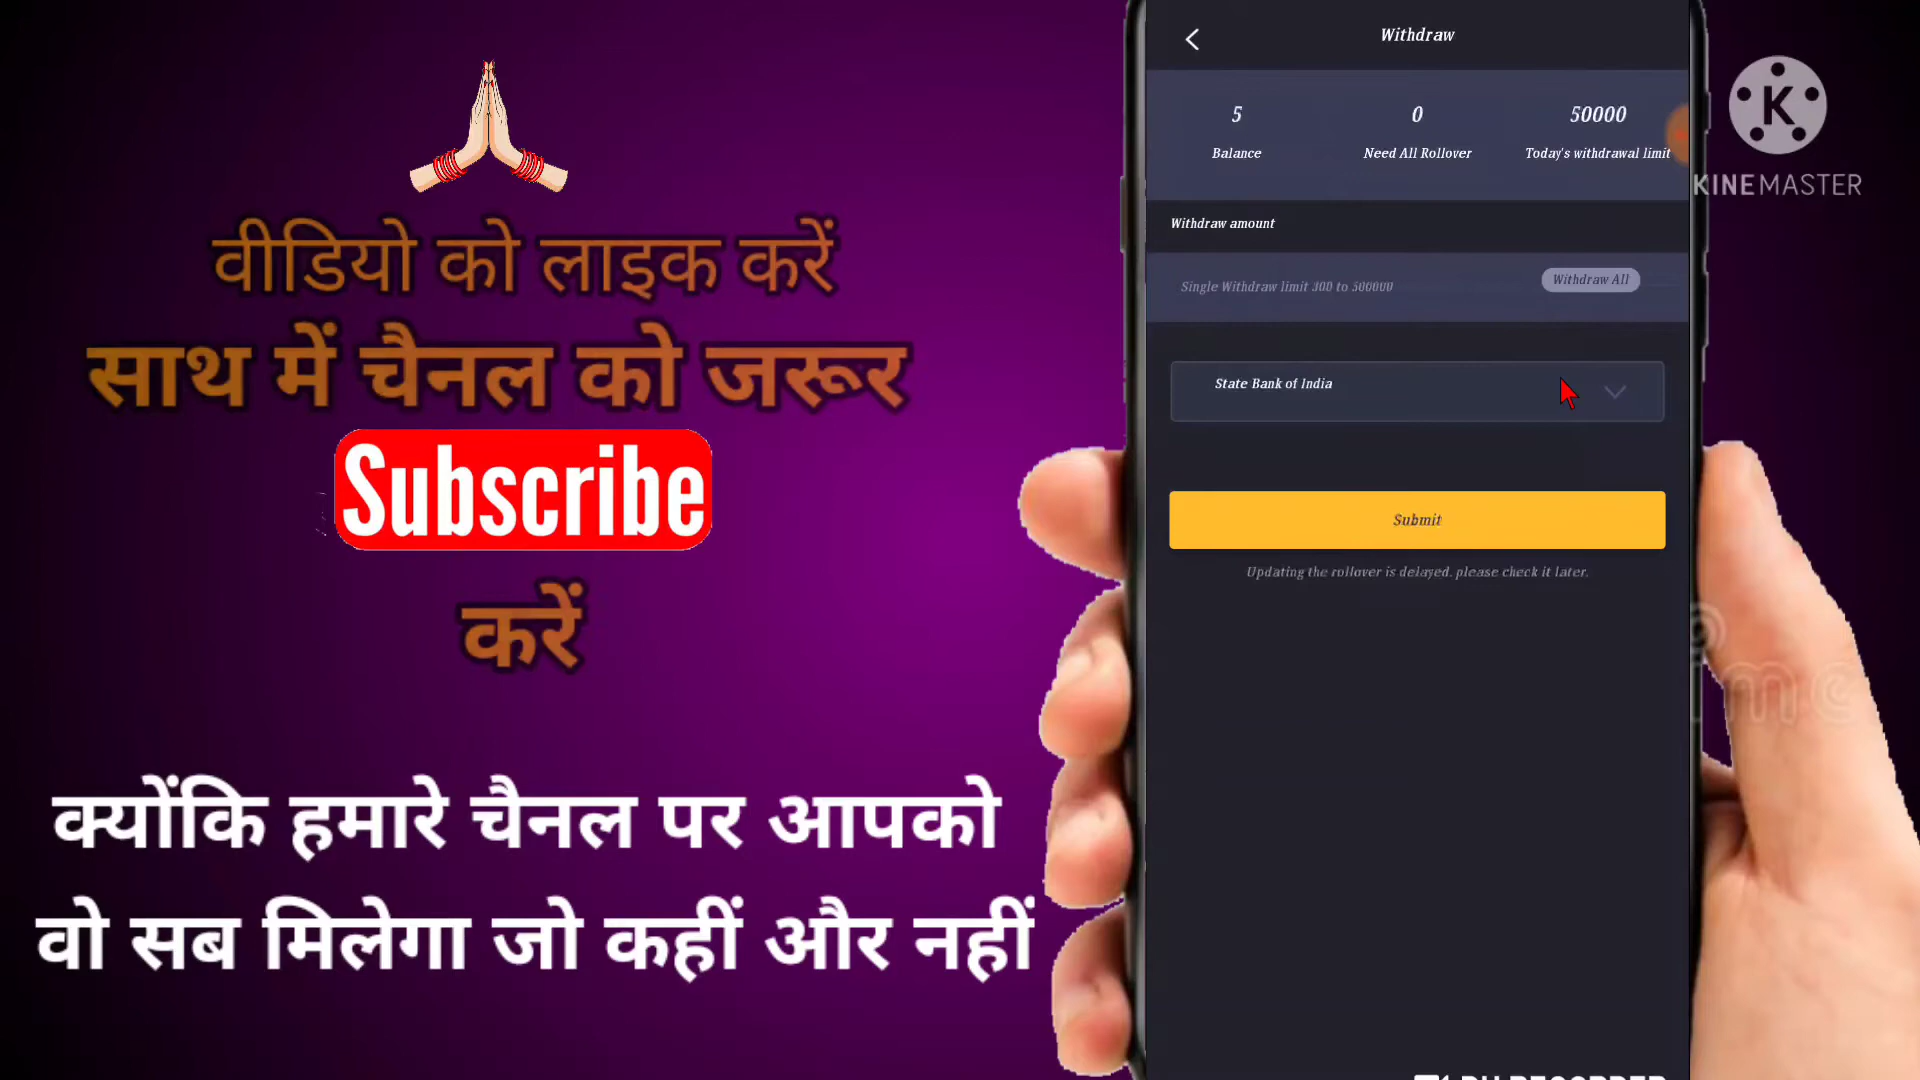 वीडियो को लाइक करें
साथ में चैनल को जरूर
Subscribe
करें
क्योंकि हमारे चैनल पर आपको
वो सब मिलेगा जो कहीं और नहीं
Withdraw
5
0
50000
Balance
Need All Rollover
Today's withdrawal limit
Withdraw amount
Single Withdraw limit 300 to 500000
Withdraw All
State Bank of India
Submit
Updating the rollover is delayed. please check it later.
K
KINEMASTER